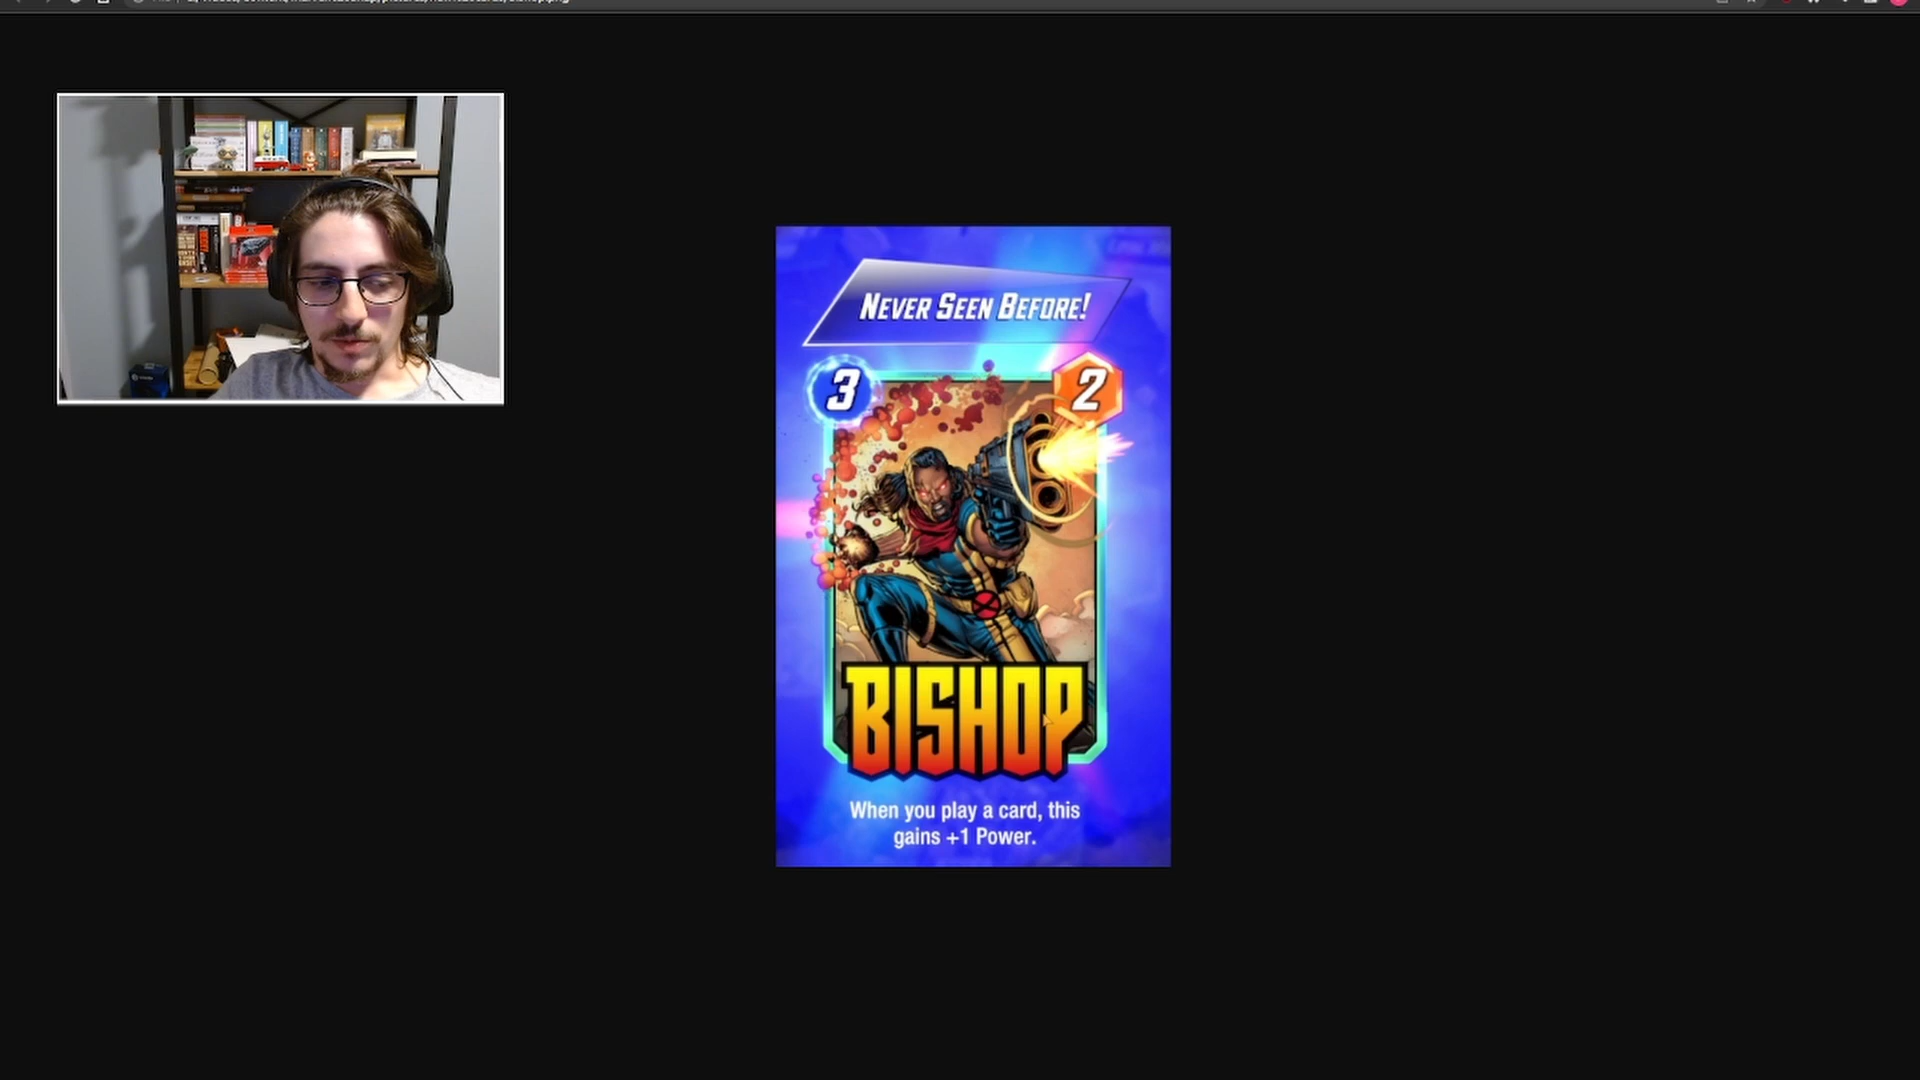 NEVER SEEN BEFORE!
3
2
BISHOP
When you play a card, this
gains +1 Power.